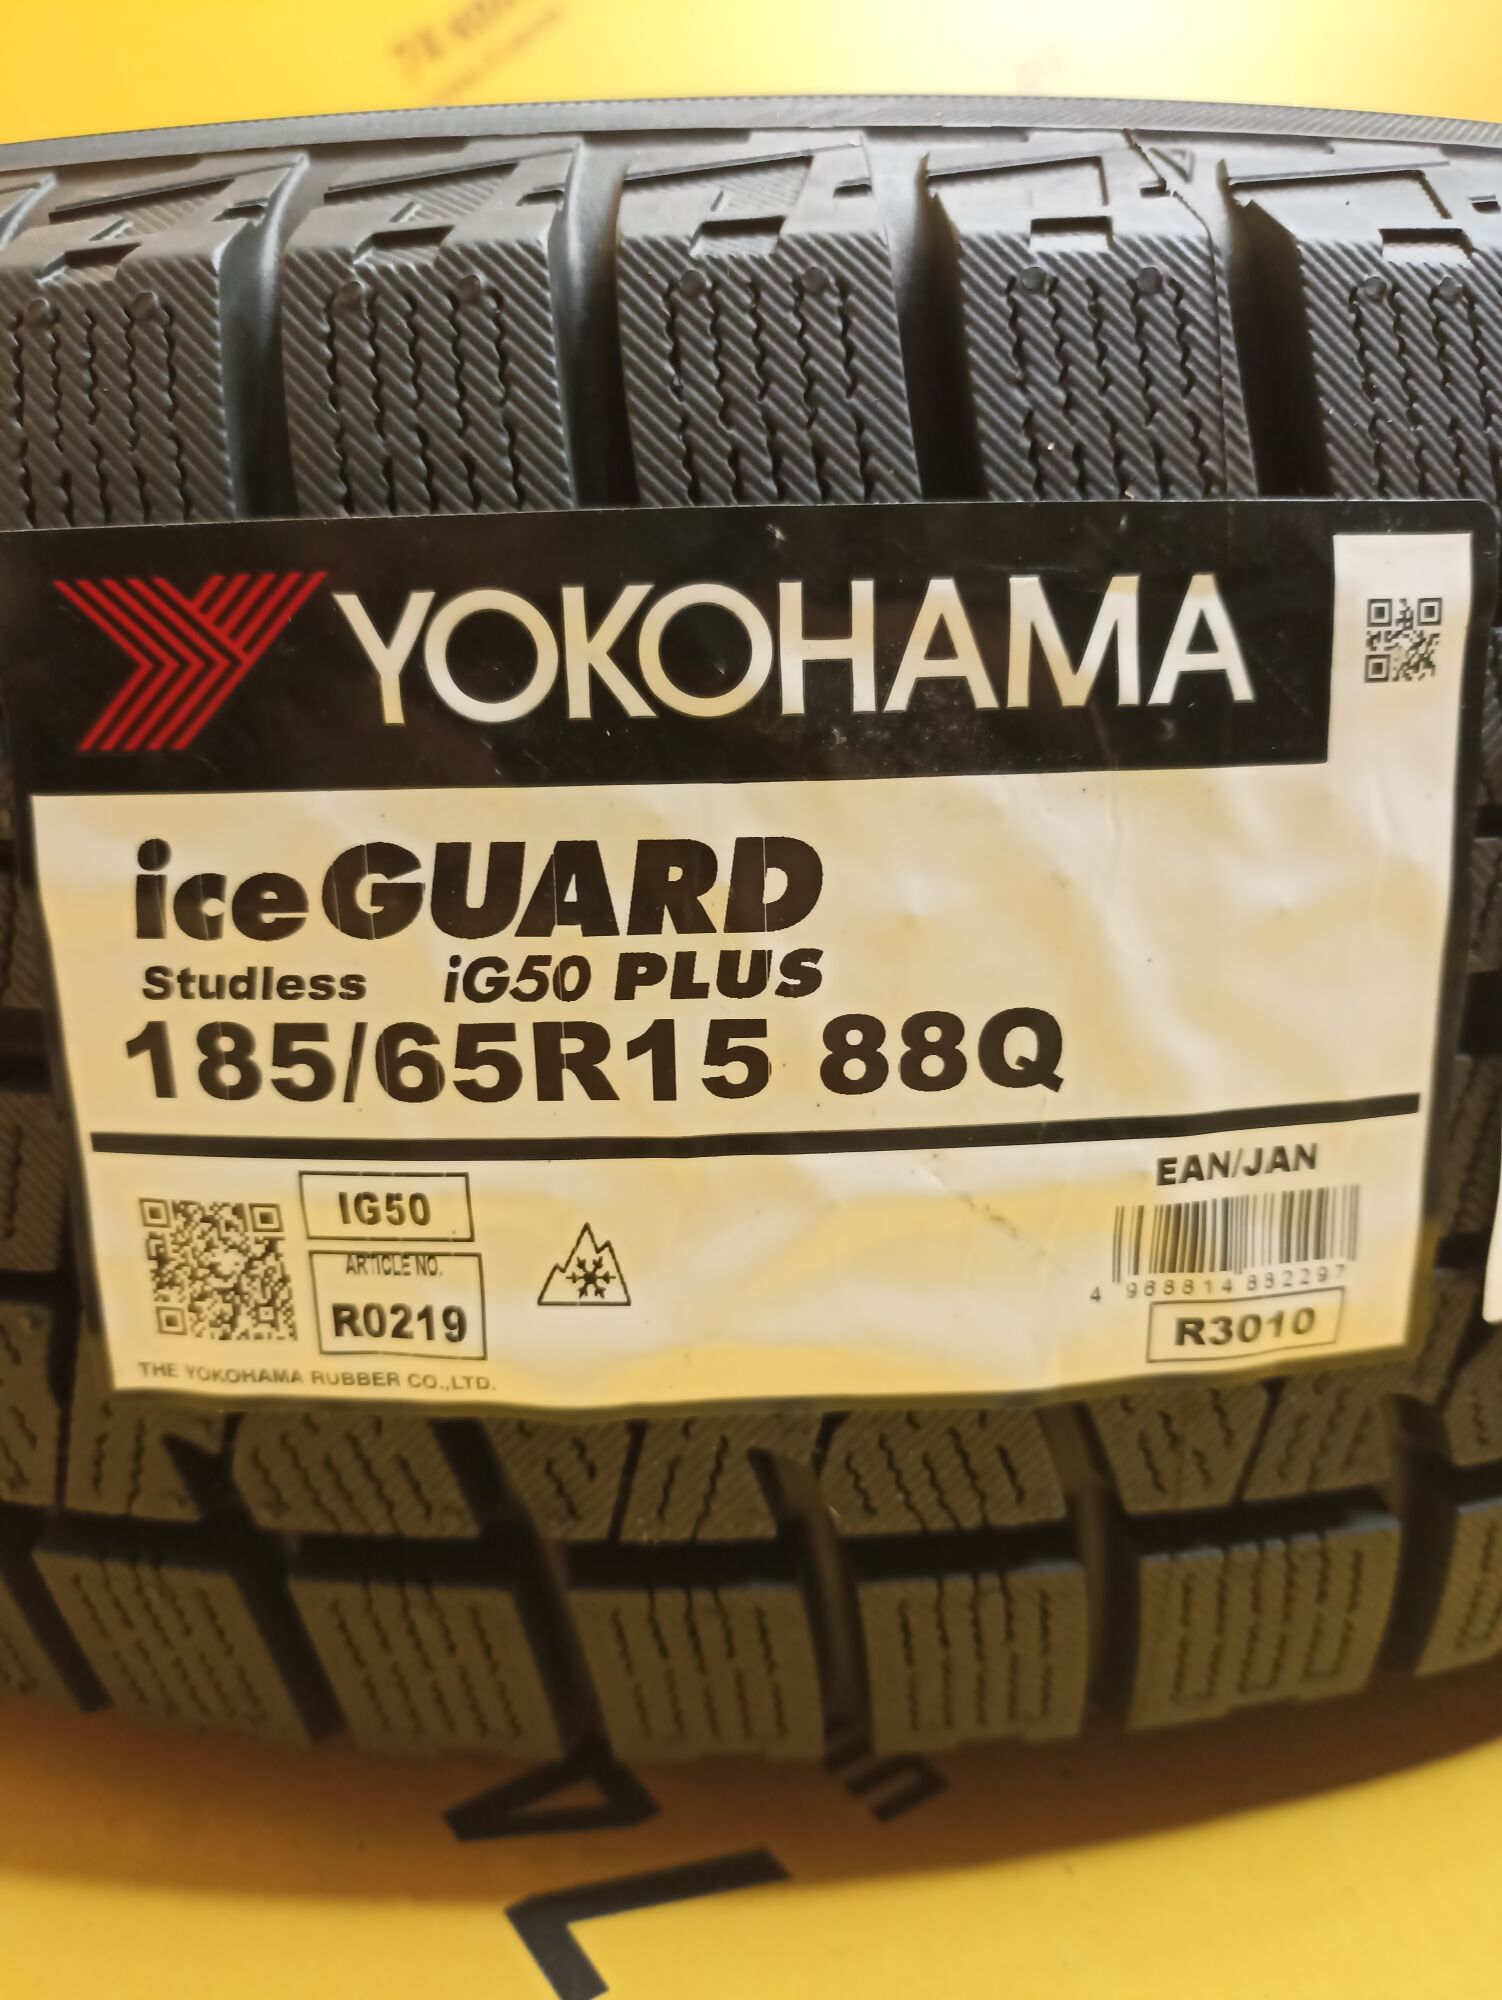 YOKOHAMA
iceGUARD
Studless iG50 PLUS
185/65R15 88Q
IG50
ARTICLE NO.
R0219
THE YOKOHAMA RUBBER CO.,LTD.
EAN/JAN
4 968814 882297
R3010